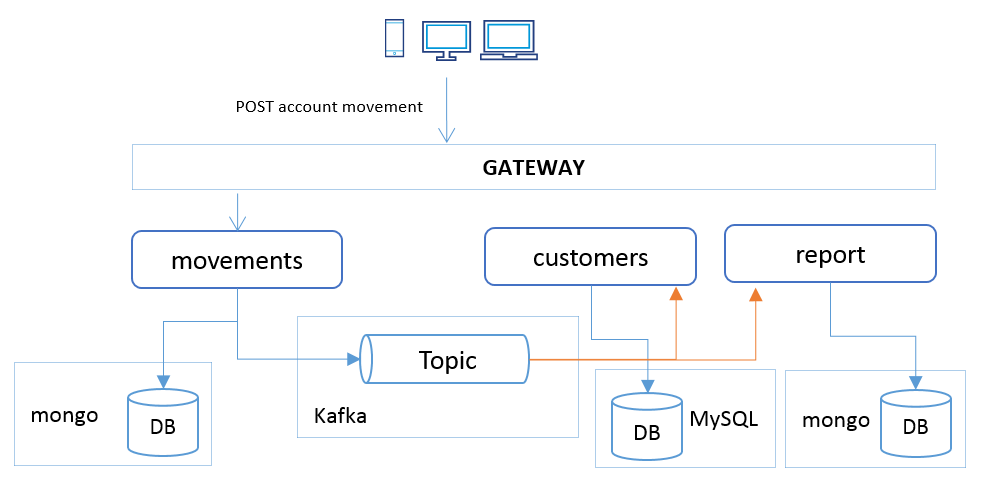 POST account movement
GATEWAY
movements
customers
report
Topic
Kafka
mongo
DB
DB
MySQL
mongo
DB